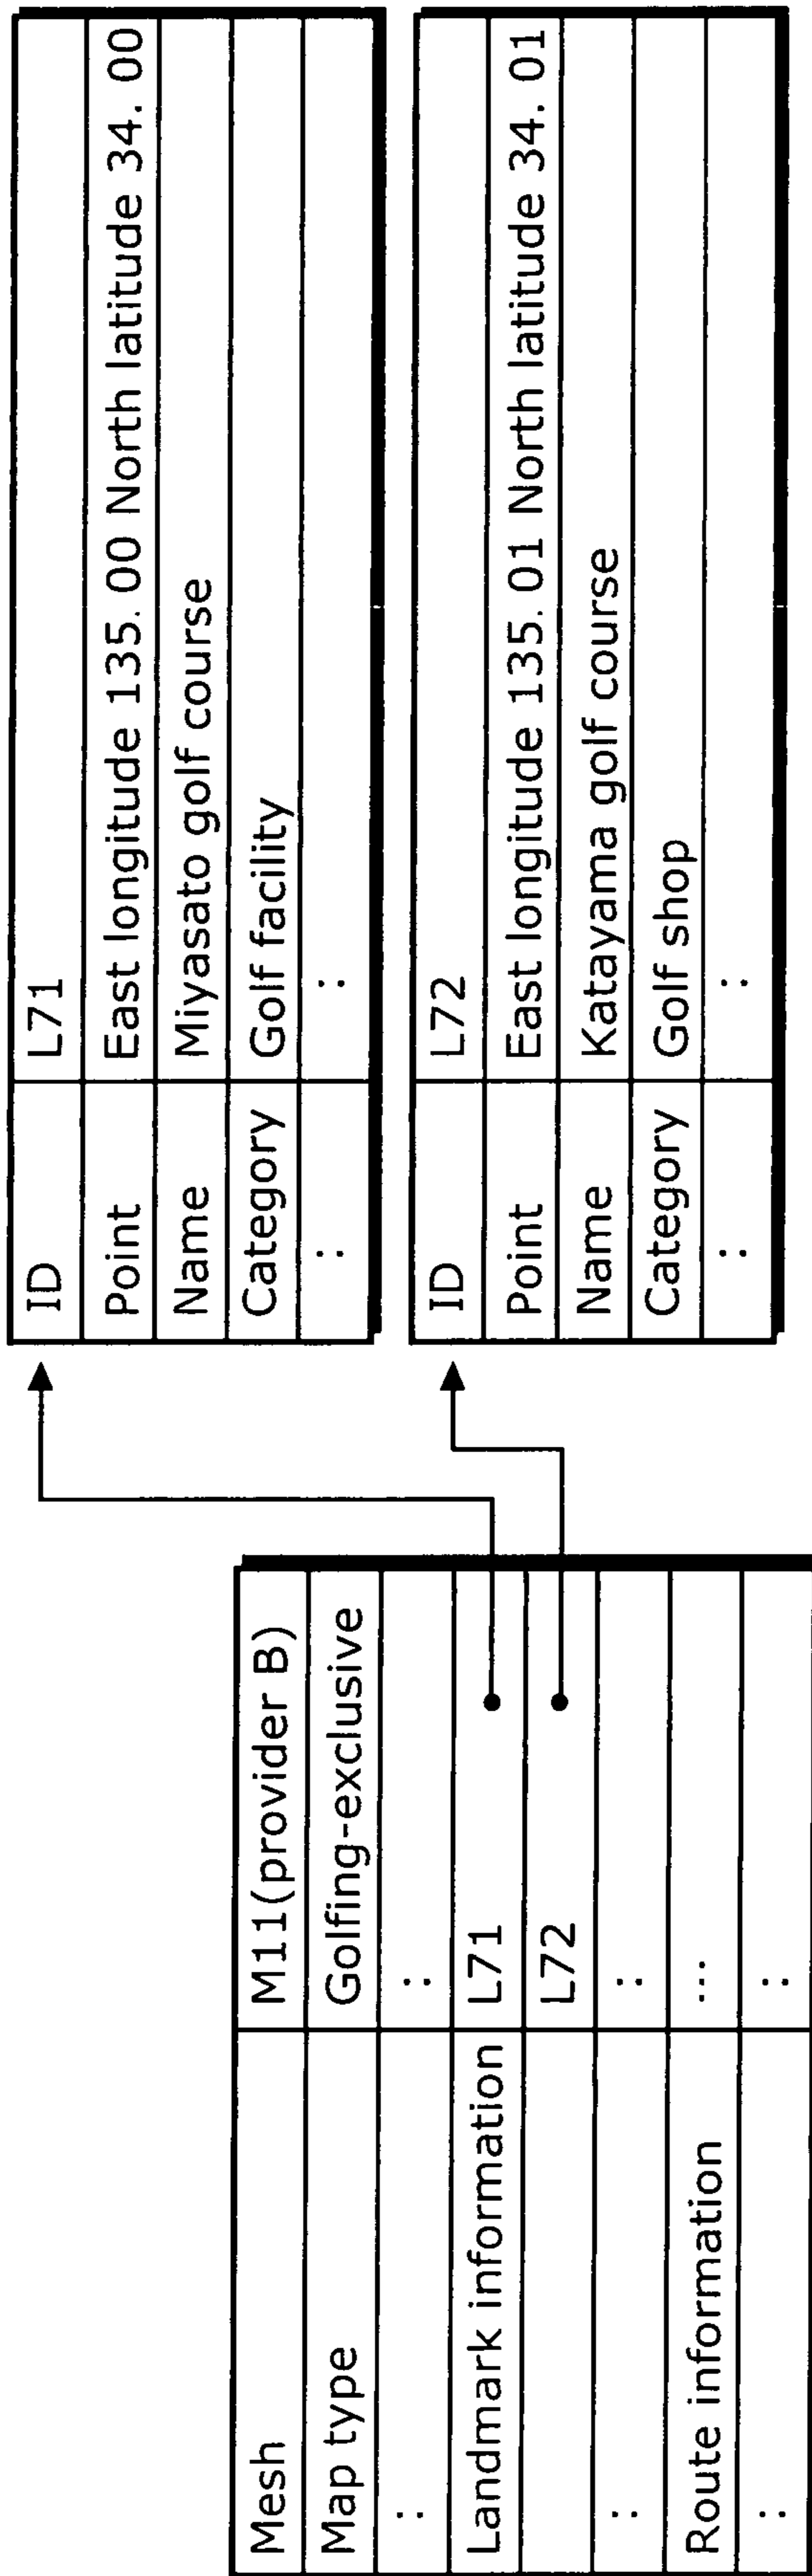 Mesh M11(provider B)
Map type Golfing-exclusive
: :
Landmark information L71
L72
: :
Route information ...
: :
ID L71
Point East longitude 135. 00 North latitude 34. 00
Name Miyasato golf course
Category Golf facility
: :
ID L72
Point East longitude 135. 01 North latitude 34. 01
Name Katayama golf course
Category Golf shop
: :